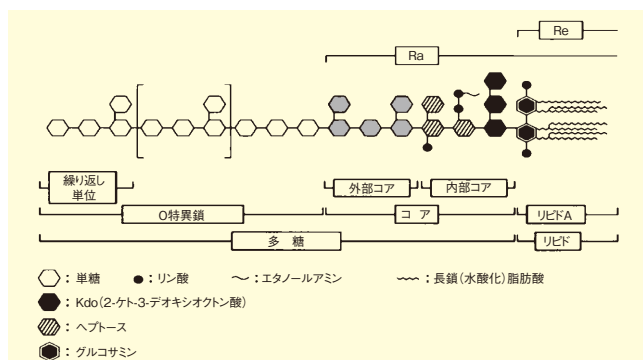 Re
Ra
繰り返し
単位
外部コア
内部コア
O特異鎖
コア
リピドA
多糖
リピド
：単糖
：リン酸
：エタノールアミン
：長鎖（水酸化）脂肪酸
：Kdo（2-ケト-3-デオキシオクトン酸）
：ヘプトース
：グルコサミン